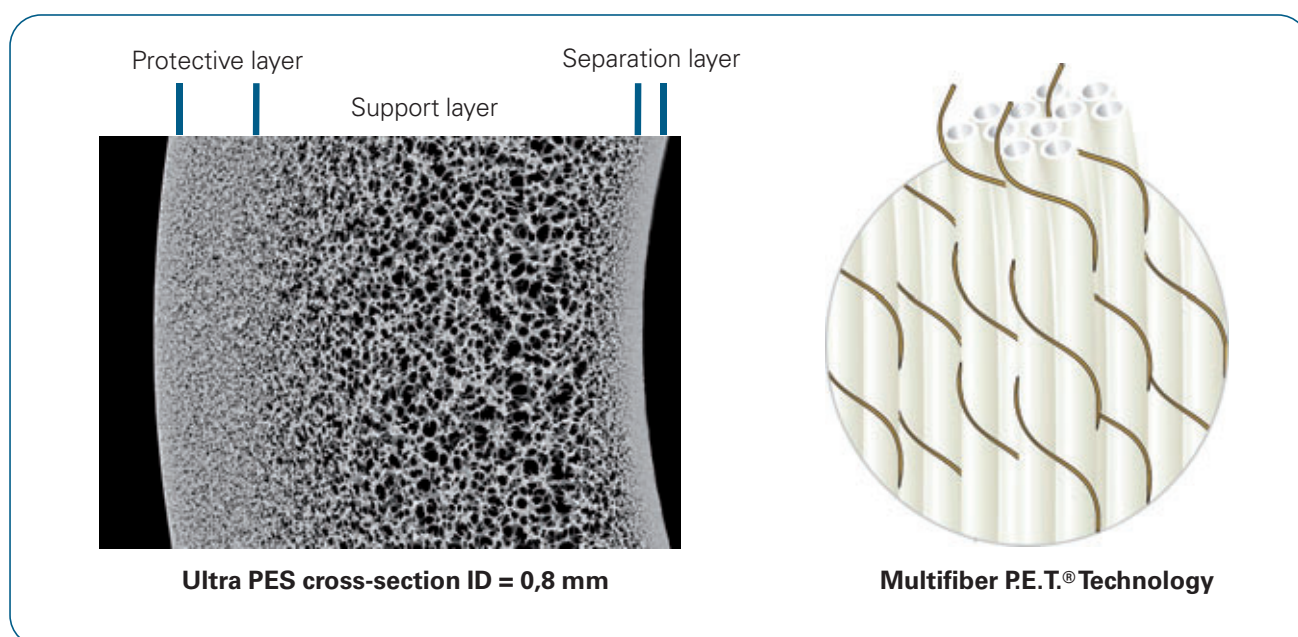 Protective layer
Separation layer
Support layer
Ultra PES cross-section ID = 0,8 mm
Multifiber P.E.T.® Technology